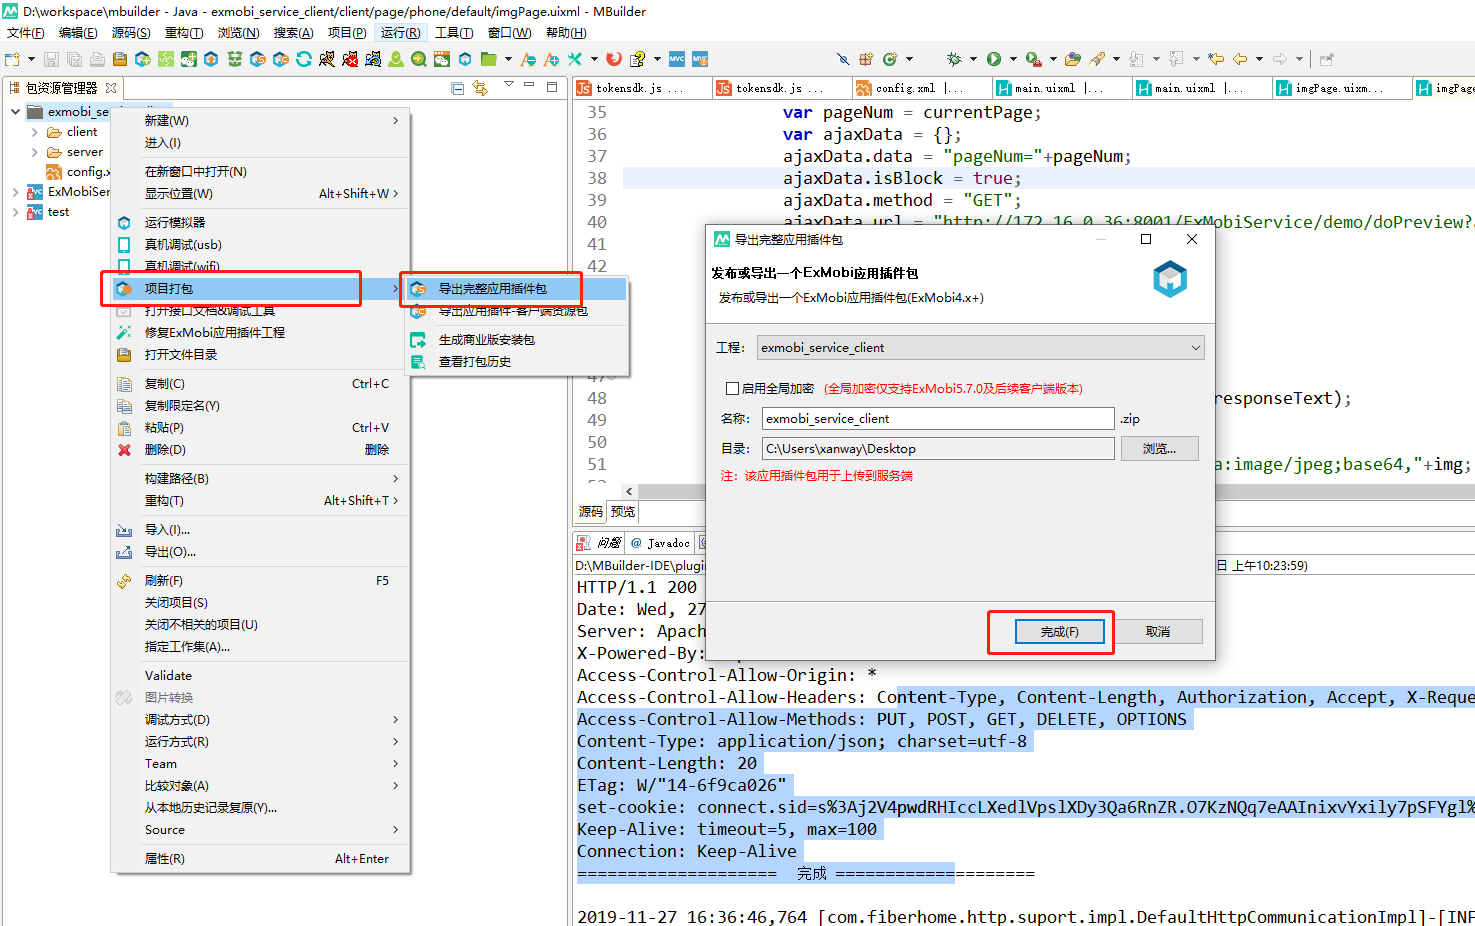 D:\workspace\mbuilder - Java - exmobi_service_client/client/page/phone/default/imgPage.uixml - MBuilder
文件(F) 编辑(E) 源码(S) 重构(T) 浏览(N) 搜索(A) 项目(P) 运行(R) 工具(T) 窗口(W) 帮助(H)
包资源管理器
exmobi_se
client
server
config.x
ExMobiSer
test
新建(W)
进入(I)
在新窗口中打开(N)
显示位置(W) Alt+Shift+W
运行模拟器
真机调试(usb)
真机调试(wifi)
项目打包
打开接口文档&调试工具
修复ExMobi应用插件工程
打开文件目录
复制(C) Ctrl+C
复制限定名(Y)
粘贴(P) Ctrl+V
删除(D) 删除
构建路径(B)
重构(T) Alt+Shift+T
导入(I)...
导出(O)...
刷新(F) F5
关闭项目(S)
关闭不相关的项目(U)
指定工作集(A)...
Validate
图片转换
调试方式(D)
运行方式(R)
Team
比较对象(A)
从本地历史记录复原(Y)...
Source
属性(R) Alt+Enter
导出完整应用插件包
导出应用插件-客户端资源包
生成商业版安装包
查看打包历史
tokensdk.js ... tokensdk.js ... config.xml |... main.uixml |... main.uixml |... imgPage.uixm... imgPage
35 var pageNum = currentPage;
36 var ajaxData = {};
37 ajaxData.data = "pageNum="+pageNum;
38 ajaxData.isBlock = true;
39 ajaxData.method = "GET";
40 ajaxData.url = "http://172.16.0.36:8001/ExMobiService/demo/doPreview?
41
42
47
48 responseText);
49
50
51 a:image/jpeg;base64,"+img;
52
源码 预览
导出完整应用插件包
发布或导出一个ExMobi应用插件包
发布或导出一个ExMobi应用插件包(ExMobi4.x+)
工程: exmobi_service_client
启用全局加密 (全局加密仅支持ExMobi5.7.0及后续客户端版本)
名称: exmobi_service_client .zip
目录: C:\Users\xanway\Desktop 浏览...
注: 该应用插件包用于上传到服务端
完成(F) 取消
问题 @ Javadoc
D:\MBuilder-IDE\plugin 日 上午10:23:59)
HTTP/1.1 200
Date: Wed, 27
Server: Apach
X-Powered-By:
Access-Control-Allow-Origin: *
Access-Control-Allow-Headers: Content-Type, Content-Length, Authorization, Accept, X-Reque
Access-Control-Allow-Methods: PUT, POST, GET, DELETE, OPTIONS
Content-Type: application/json; charset=utf-8
Content-Length: 20
ETag: W/"14-6f9ca026"
set-cookie: connect.sid=s%3Aj2V4pwdRHIccLXedlVpslXDy3Qa6RnZR.O7KzNQq7eAAInixvYxily7pSFYgl%
Keep-Alive: timeout=5, max=100
Connection: Keep-Alive
==================== 完成 ====================
2019-11-27 16:36:46,764 [com.fiberhome.http.suport.impl.DefaultHttpCommunicationImpl]-[INF